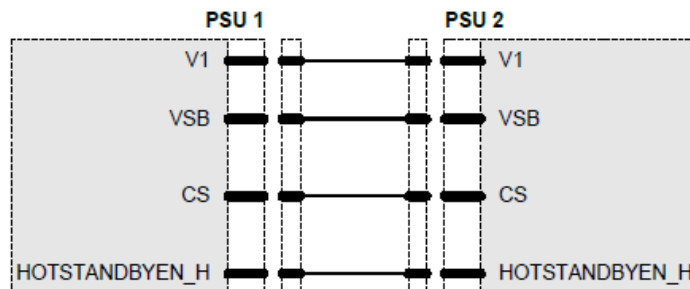 PSU 1 PSU 2
V1 V1
VSB VSB
CS CS
HOTSTANDBYEN_H HOTSTANDBYEN_H